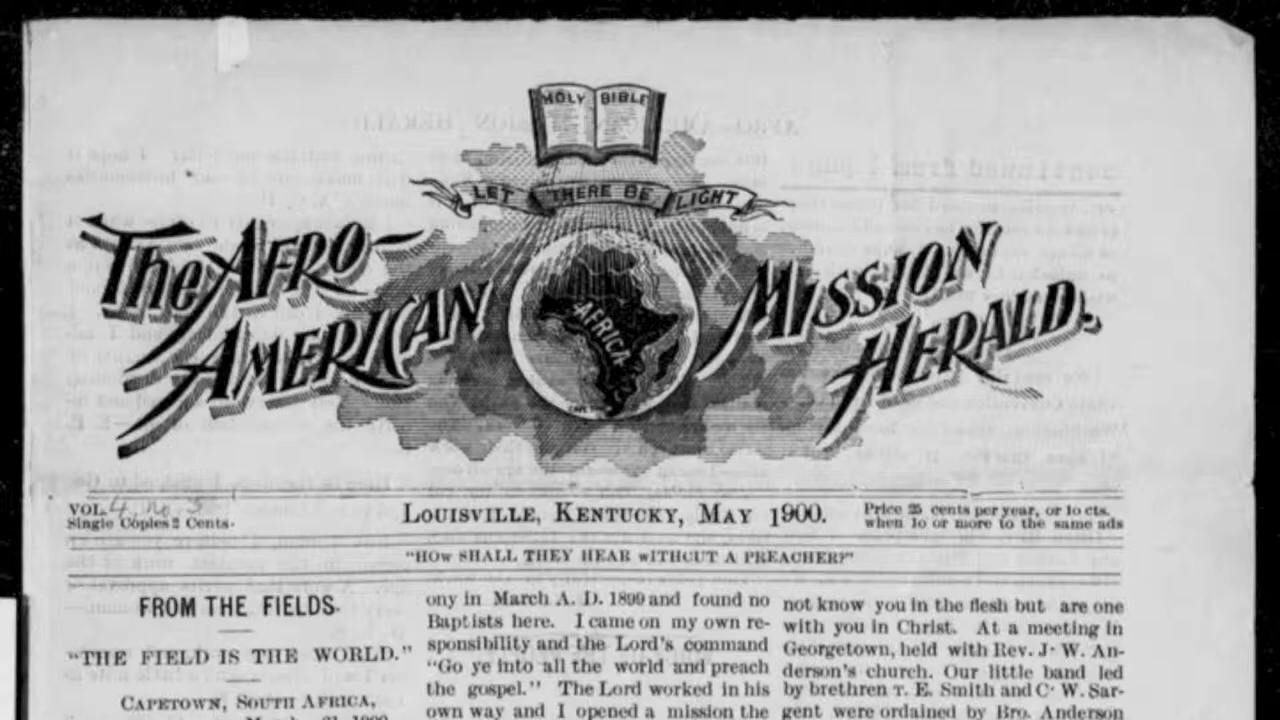 HOLY BIBLE
LET THERE BE LIGHT
The AFRO-
AMERICAN
AFRICA
MISSION
HERALD.
VOL. 4 no 5
Single Copies 2 Cents.
LOUISVILLE, KENTUCKY, MAY 1900.
Price 25 cents per year, or 10 cts.
when 10 or more to the same ads
"HOW SHALL THEY HEAR WITHOUT A PREACHER?"
FROM THE FIELDS.
"THE FIELD IS THE WORLD."
CAPETOWN, SOUTH AFRICA,
ony in March A. D. 1899 and found no
Baptists here. I came on my own re-
sponsibility and the Lord's command
"Go ye into all the world and preach
the gospel." The Lord worked in his
own way and I opened a mission the
not know you in the flesh but are one
with you in Christ. At a meeting in
Georgetown, held with Rev. J. W. An-
derson's church. Our little band led
by brethren T. E. Smith and C. W. Sar-
gent were ordained by Bro. Anderson